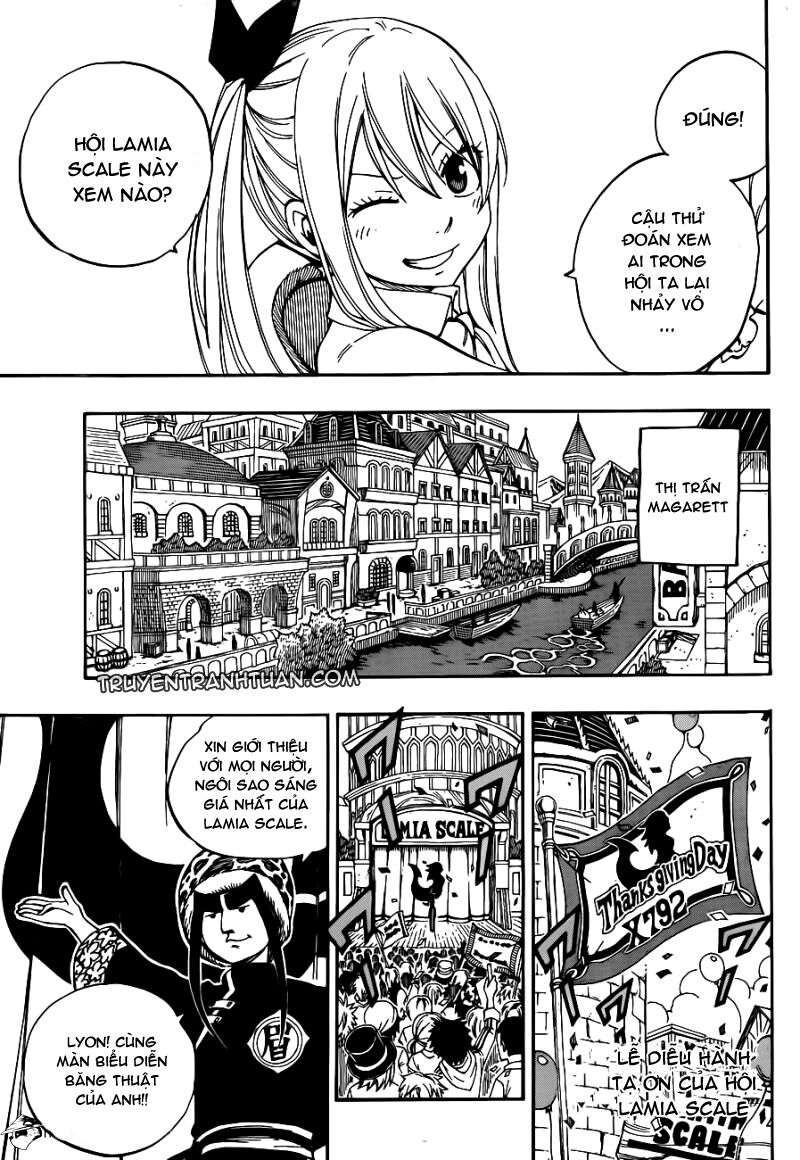 ĐÚNG!
CẬU THỬ
ĐOÁN XEM
AI TRONG
HỘI TA LẠI
NHẢY VÔ
...
HỘI LAMIA
SCALE NÀY
XEM NÀO?
THỊ TRẤN
MAGARETT
BA
TRUYENTRANHTUAN.COM
Thanksgiving Day
X792
LỄ DIỄU HÀNH
TẠ ƠN CỦA HỘI
LAMIA SCALE
SCALE
LAMIA SCALE
XIN GIỚI THIỆU
VỚI MỌI NGƯỜI,
NGÔI SAO SÁNG
GIÁ NHẤT CỦA
LAMIA SCALE.
眉
LYON! CÙNG
MÀN BIỂU DIỄN
BĂNG THUẬT
CỦA ANH!!